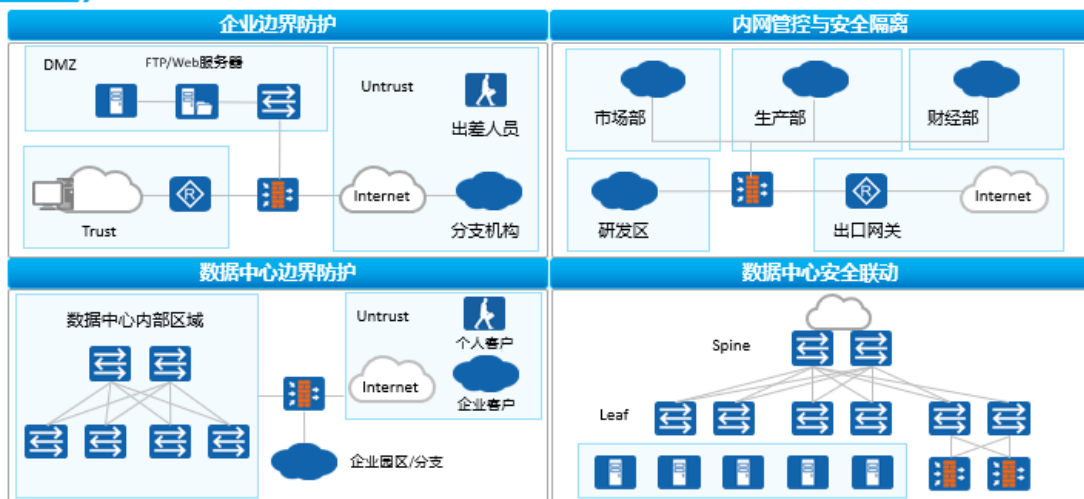 企业边界防护
DMZ
FTP/Web服务器
Untrust
出差人员
Trust
Internet
分支机构
内网管控与安全隔离
市场部
生产部
财经部
研发区
R
出口网关
Internet
R
数据中心边界防护
数据中心内部区域
Untrust
个人客户
Internet
企业客户
企业园区/分支
数据中心安全联动
Spine
Leaf